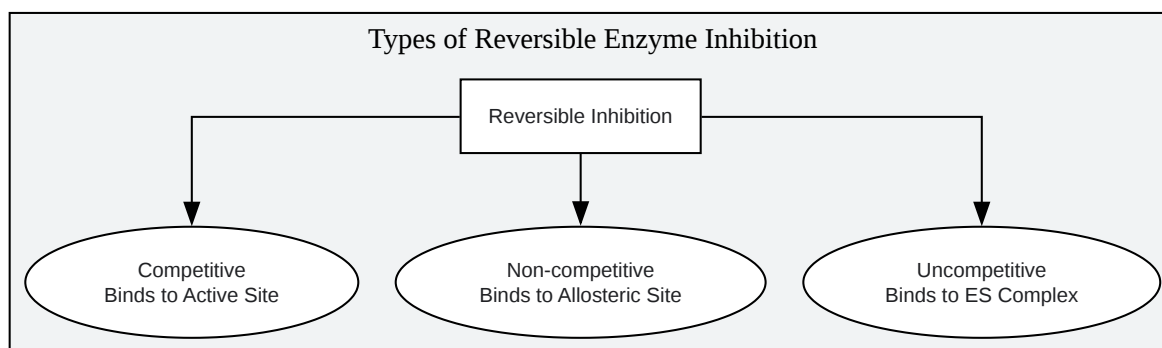 Types of Reversible Enzyme Inhibition
Reversible Inhibition
Competitive
Binds to Active Site
Non-competitive
Binds to Allosteric Site
Uncompetitive
Binds to ES Complex